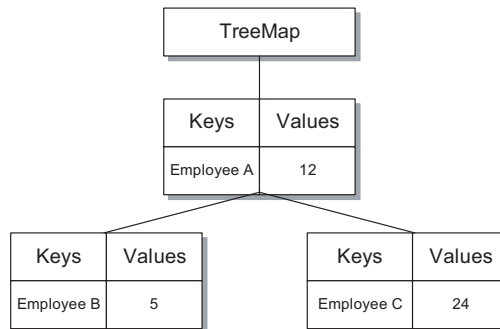 TreeMap
Keys Values
Employee A 12
Keys Values
Employee B 5
Keys Values
Employee C 24